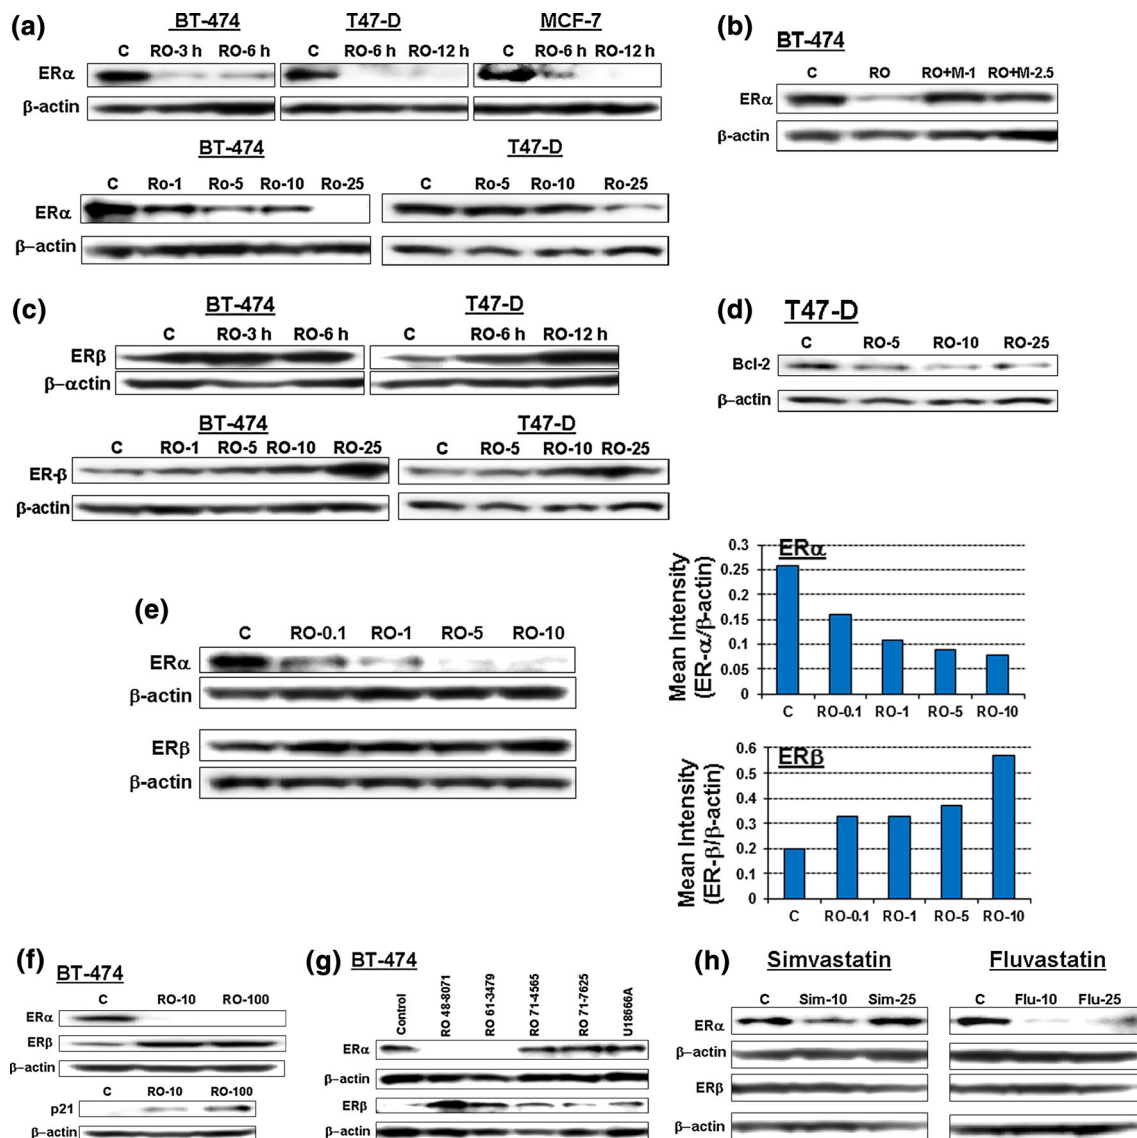 (a)
BT-474 T47-D MCF-7
C RO-3 h RO-6 h C RO-6 h RO-12 h C RO-6 h RO-12 h
ERα
β-actin
BT-474 T47-D
C Ro-1 Ro-5 Ro-10 Ro-25 C Ro-5 Ro-10 Ro-25
ERα
β-actin
(b)
BT-474
C RO RO+M-1 RO+M-2.5
ERα
β-actin
(c)
BT-474 T47-D
C RO-3 h RO-6 h C RO-6 h RO-12 h
ERβ
β-αctin
BT-474 T47-D
C RO-1 RO-5 RO-10 RO-25 C RO-5 RO-10 RO-25
ER-β
β-actin
(d)
T47-D
C RO-5 RO-10 RO-25
Bcl-2
β-actin
(e)
C RO-0.1 RO-1 RO-5 RO-10
ERα
β-actin
ERβ
β-actin
ERα
Mean Intensity
(ER-α/β-actin)
0.3
0.25
0.2
0.15
0.1
0.05
0
C RO-0.1 RO-1 RO-5 RO-10
ERβ
Mean Intensity
(ER-β/β-actin)
0.6
0.5
0.4
0.3
0.2
0.1
0
C RO-0.1 RO-1 RO-5 RO-10
(f)
BT-474
C RO-10 RO-100
ERα
ERβ
β-actin
C RO-10 RO-100
p21
β-actin
(g)
BT-474
Control RO 48-8071 RO 61-3479 RO 71-4565 RO 71-7625 U18666A
ERα
β-actin
ERβ
β-actin
(h)
Simvastatin Fluvastatin
C Sim-10 Sim-25 C Flu-10 Flu-25
ERα
β-actin
ERβ
β-actin